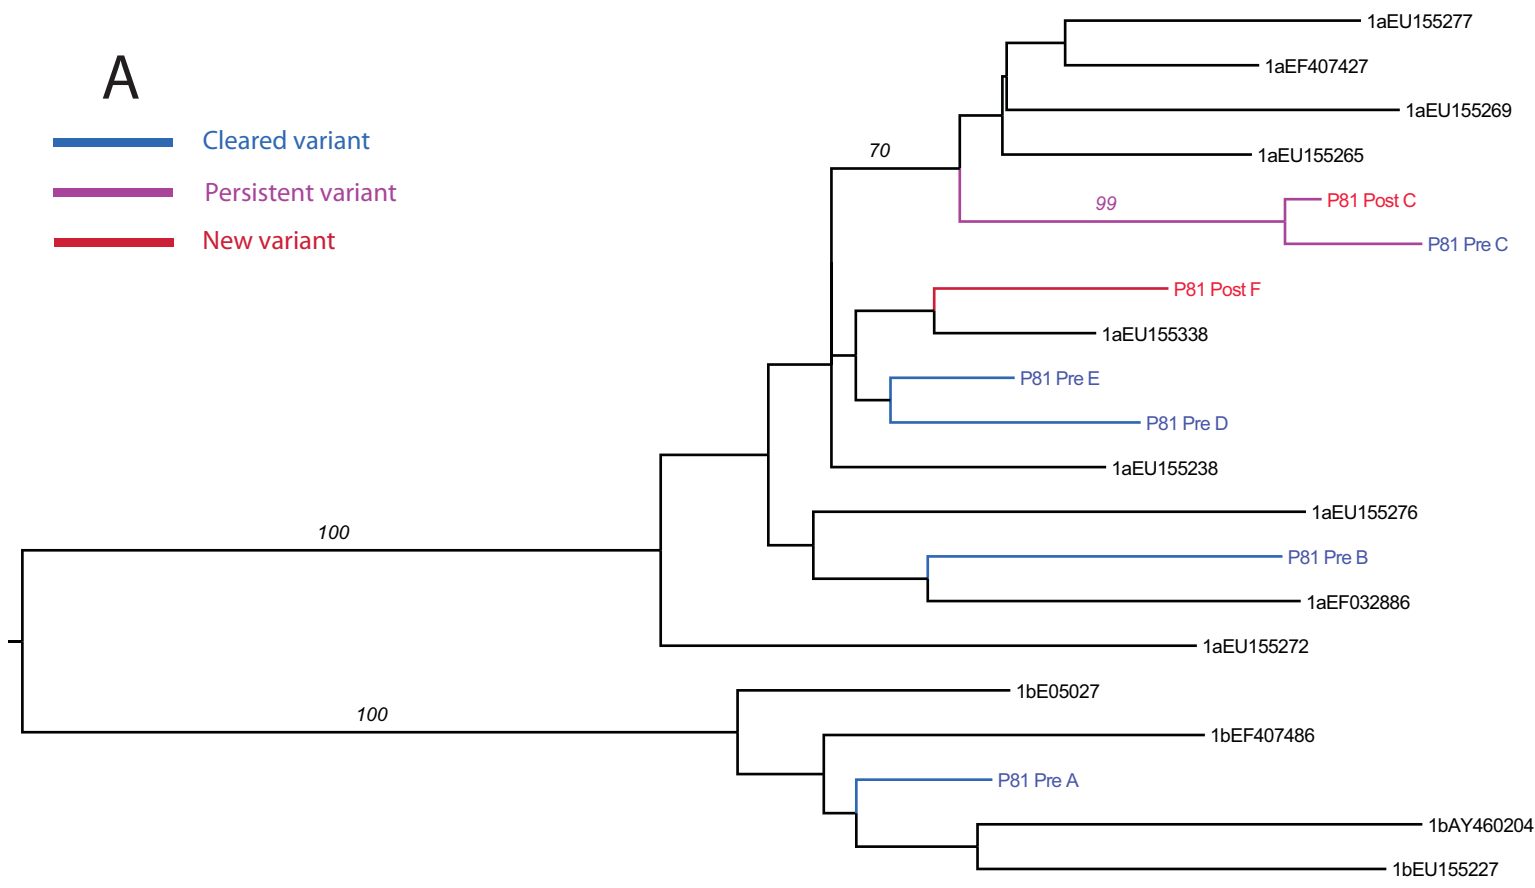 A
Cleared variant
Persistent variant
New variant
1aEU155277
1aEF407427
1aEU155269
1aEU155265
70
P81 Post C
99
P81 Pre C
P81 Post F
1aEU155338
P81 Pre E
P81 Pre D
1aEU155238
1aEU155276
100
P81 Pre B
1aEF032886
1aEU155272
1bE05027
100
1bEF407486
P81 Pre A
1bAY460204
1bEU155227